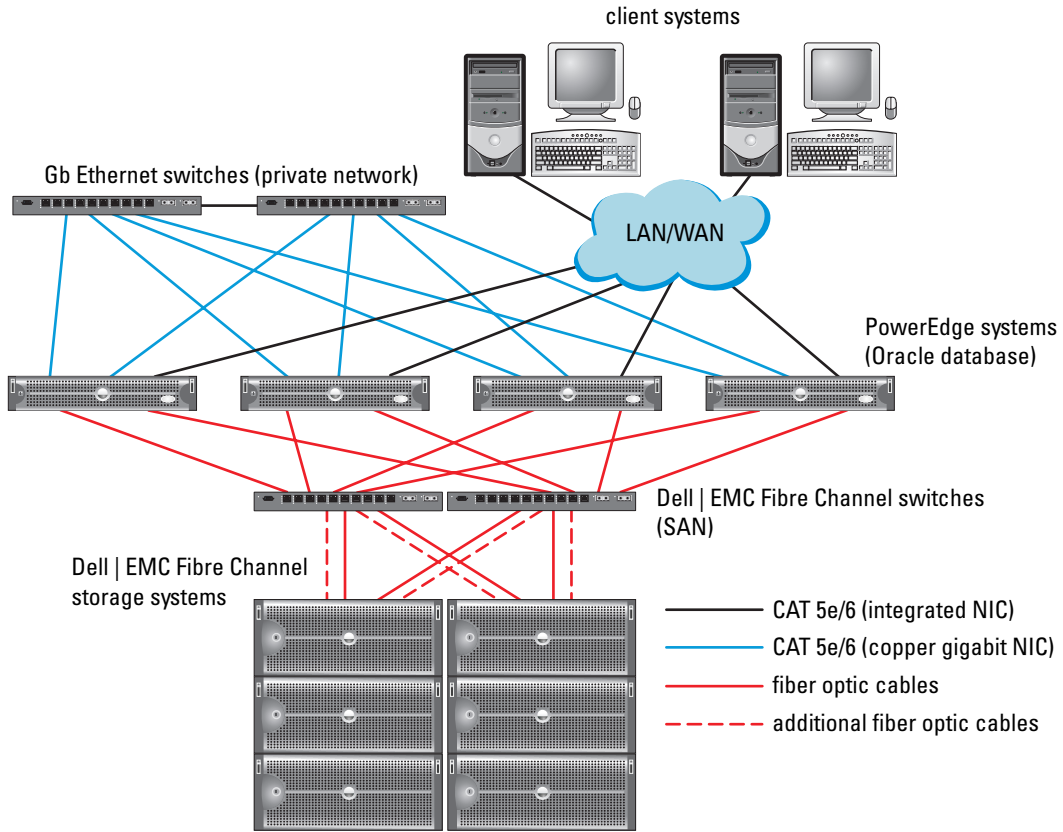 client systems
Gb Ethernet switches (private network)
LAN/WAN
PowerEdge systems
(Oracle database)
Dell | EMC Fibre Channel switches
(SAN)
Dell | EMC Fibre Channel
storage systems
CAT 5e/6 (integrated NIC)
CAT 5e/6 (copper gigabit NIC)
fiber optic cables
additional fiber optic cables